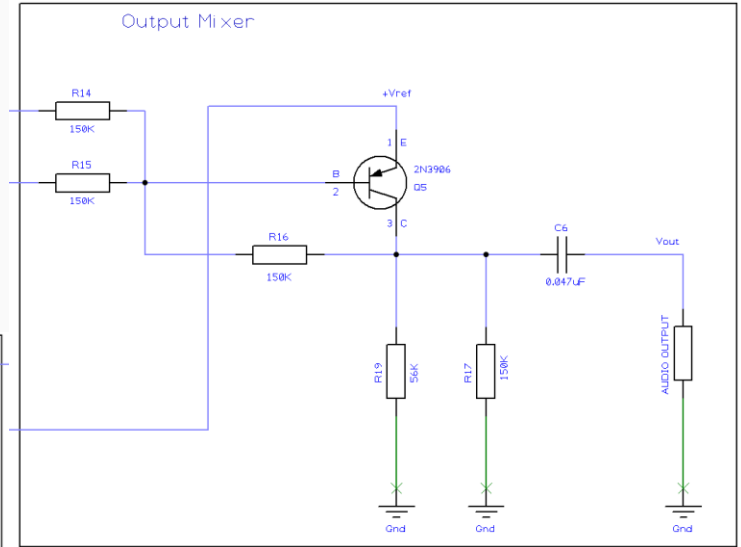 Output Mixer
R14
150K
+Vref
1 E
R15
150K
B
2
2N3906
Q5
3 C
R16
150K
C6
0.047uF
Vout
R19
56K
R17
150K
AUDIO OUTPUT
Gnd
Gnd
Gnd